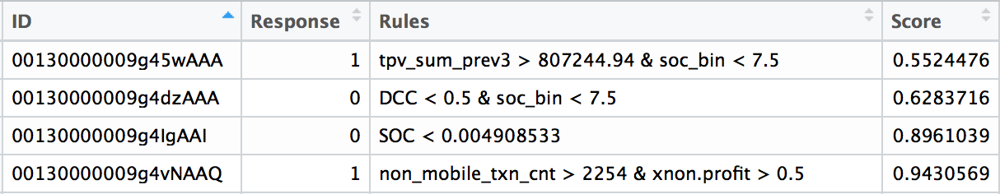 ID Response Rules Score
00130000009g45wAAA 1 tpv_sum_prev3 > 807244.94 & soc_bin < 7.5 0.5524476
00130000009g4dzAAA 0 DCC < 0.5 & soc_bin < 7.5 0.6283716
00130000009g4IgAAI 0 SOC < 0.004908533 0.8961039
00130000009g4vNAAQ 1 non_mobile_txn_cnt > 2254 & xnon.profit > 0.5 0.9430569